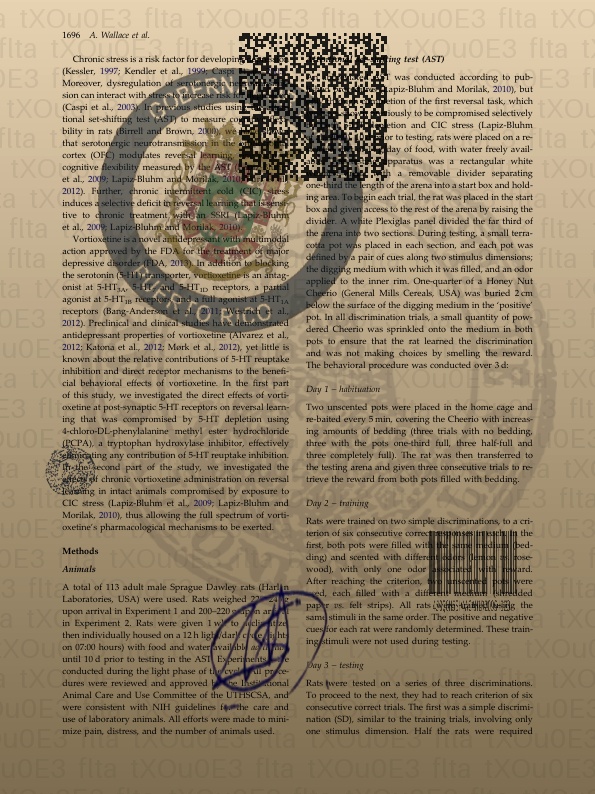 1696 A. Wallace et al.
Chronic stress is a risk factor for developing
(Kessler, 1997; Kendler et al., 1999; Caspi
Moreover, dysregulation of serotonergic
sion can interact with stress to increase risk
(Caspi et al., 2003). In previous studies using
tional set-shifting test (AST) to measure
bility in rats (Birrell and Brown, 2000), we
that serotonergic neurotransmission in the
cortex (OFC) modulates reversal learning,
cognitive flexibility measured by the AST
et al., 2009; Lapiz-Bluhm and Morilak, 2010;
2012). Further, chronic intermittent cold (CIC) stress
induces a selective deficit in reversal learning that is sensi-
tive to chronic treatment with an SSRI (Lapiz-Bluhm
et al., 2009; Lapiz-Bluhm and Morilak, 2010).
Vortioxetine is a novel antidepressant with multimodal
action approved by the FDA for the treatment of major
depressive disorder (FDA, 2013). In addition to blocking
the serotonin (5-HT) transporter, vortioxetine is an antag-
onist at 5-HT3A, 5-HT7 and 5-HT1D receptors, a partial
agonist at 5-HT1B receptors and a full agonist at 5-HT1A
receptors (Bang-Andersen et al., 2011; Westrich et al.,
2012). Preclinical and clinical studies have demonstrated
antidepressant properties of vortioxetine (Alvarez et al.,
2012; Katona et al., 2012; Mørk et al., 2012), yet little is
known about the relative contributions of 5-HT reuptake
inhibition and direct receptor mechanisms to the benefi-
cial behavioral effects of vortioxetine. In the first part
of this study, we investigated the direct effects of vorti-
oxetine at post-synaptic 5-HT receptors on reversal learn-
ing that was compromised by 5-HT depletion using
4-chloro-DL-phenylalanine methyl ester hydrochloride
(PCPA), a tryptophan hydroxylase inhibitor, effectively
eliminating any contribution of 5-HT reuptake inhibition.
In the second part of the study, we investigated the
effects of chronic vortioxetine administration on reversal
learning in intact animals compromised by exposure to
CIC stress (Lapiz-Bluhm et al., 2009; Lapiz-Bluhm and
Morilak, 2010), thus allowing the full spectrum of vorti-
oxetine's pharmacological mechanisms to be exerted.
Methods
Animals
A total of 113 adult male Sprague Dawley rats (Harlan
Laboratories, USA) were used. Rats weighed
upon arrival in Experiment 1 and 200–220 upon arrival
in Experiment 2. Rats were given 1
then individually housed on a 12 h light/dark cycle (lights
on 07:00 hours) with food and water available
until 10 d prior to testing in the AST. Experiments were
conducted during the light phase of the cycle. All proce-
dures were reviewed and approved by the Institutional
Animal Care and Use Committee of the UTHSCSA, and
were consistent with NIH guidelines for the care and
use of laboratory animals. All efforts were made to mini-
mize pain, distress, and the number of animals used.
test (AST)
was conducted according to pub-
(Lapiz-Bluhm and Morilak, 2010), but
of the first reversal task, which
to be compromised
and CIC stress (Lapiz-Bluhm
to testing, rats were placed on a re-
of food, with water freely avail-
apparatus was a rectangular white
with a removable divider separating
one-third the length of the arena into a start box and hold-
ing area. To begin each trial, the rat was placed in the start
box and given access to the rest of the arena by raising the
divider. A white Plexiglas panel divided the far third of
the arena into two sections. During testing, a small terra-
cotta pot was placed in each section, and each pot was
defined by a pair of cues along two stimulus dimensions;
the digging medium with which it was filled, and an odor
applied to the inner rim. One-quarter of a Honey Nut
Cheerio (General Mills Cereals, USA) was buried 2 cm
below the surface of the digging medium in the 'positive'
pot. In all discrimination trials, a small quantity of pow-
dered Cheerio was sprinkled onto the medium in both
pots to ensure that the rat learned the discrimination
and was not making choices by smelling the reward.
The behavioral procedure was conducted over 3 d:
Day 1 – habituation
Two unscented pots were placed in the home cage and
re-baited every 5 min, covering the Cheerio with increas-
ing amounts of bedding (three trials with no bedding,
three with the pots one-third full, three half-full and
three completely full). The rat was then transferred to
the testing arena and given three consecutive trials to re-
trieve the reward from both pots filled with bedding.
Day 2 – training
Rats were trained on two simple discriminations, to a cri-
terion of six consecutive correct responses in each. In the
first, both pots were filled with the same medium (bed-
ding) and scented with different odors (lemon vs. rose-
wood), with only one odor associated with reward.
After reaching the criterion, two unscented pots were
used, each filled with a different medium (shredded
paper vs. felt strips). All rats were trained using the
same stimuli in the same order. The positive and negative
cues for each rat were randomly determined. These train-
ing stimuli were not used during testing.
Day 3 – testing
Rats were tested on a series of three discriminations.
To proceed to the next, they had to reach criterion of six
consecutive correct trials. The first was a simple discrimi-
nation (SD), similar to the training trials, involving only
one stimulus dimension. Half the rats were required